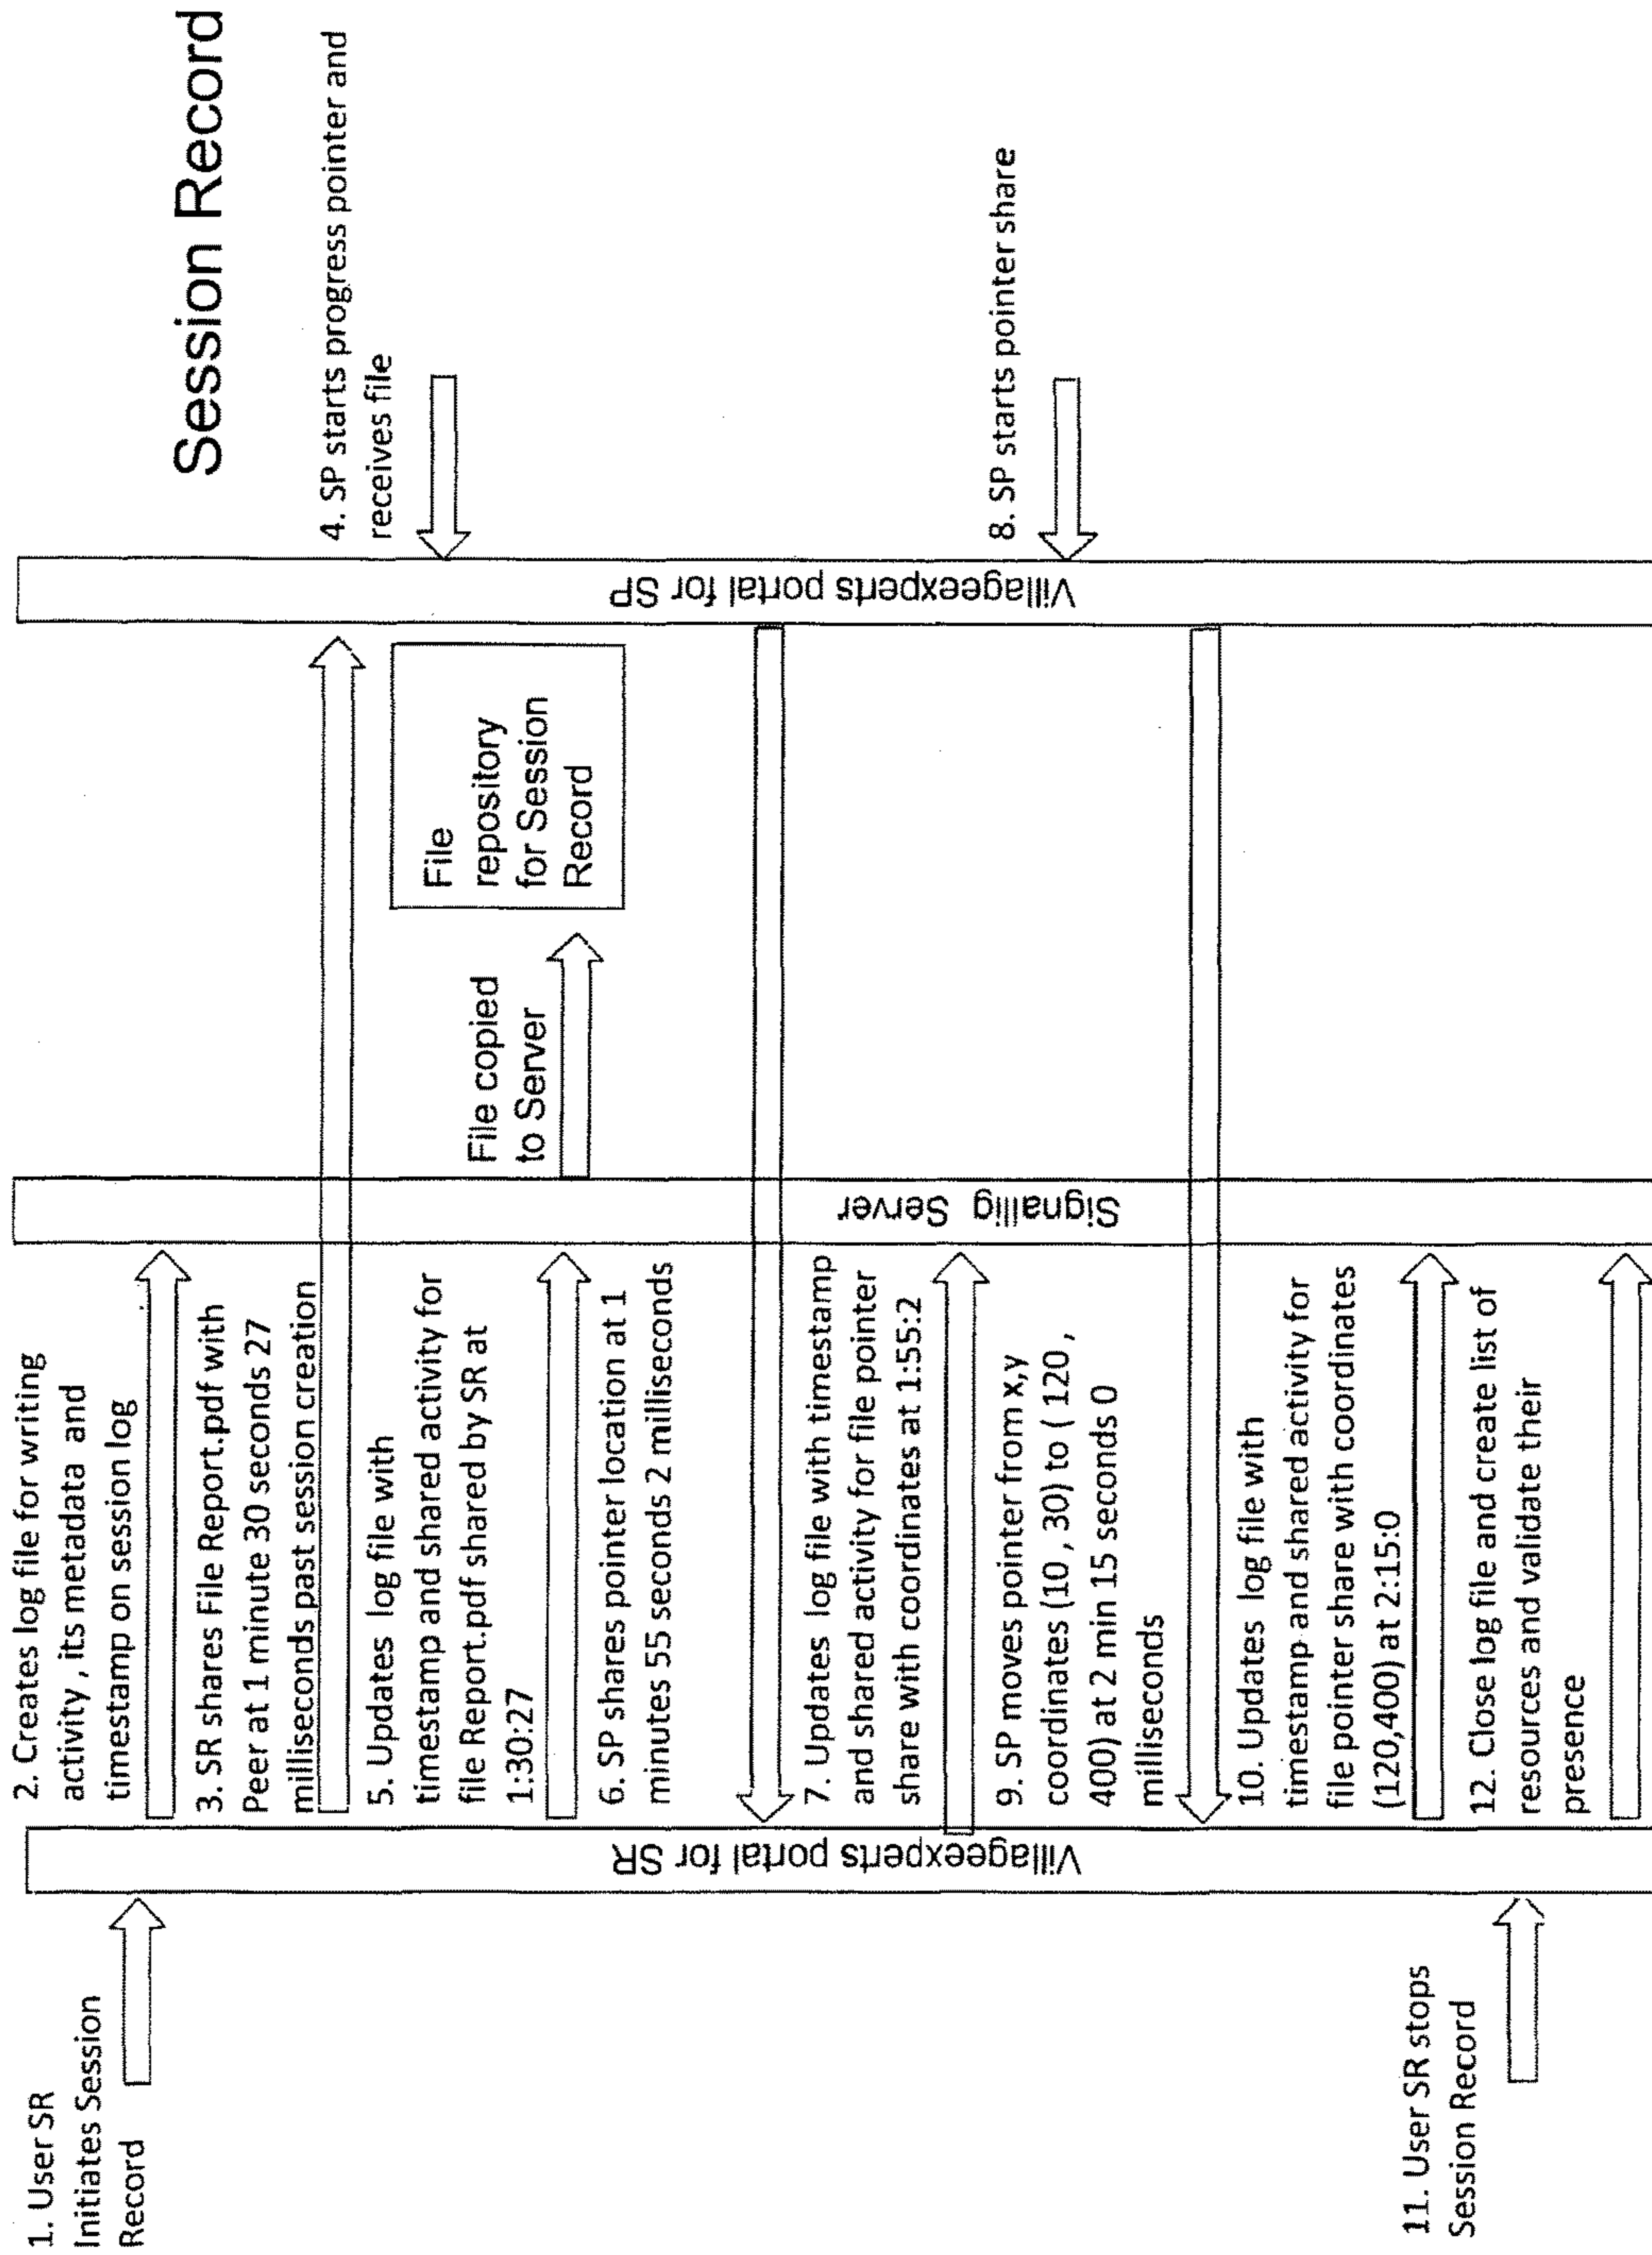 Session Record
1. User SR
Initiates Session
Record
2. Creates log file for writing
activity , its metadata and
timestamp on session log
3. SR shares File Report.pdf with
Peer at 1 minute 30 seconds 27
milliseconds past session creation
4. SP starts progress pointer and
receives file
5. Updates log file with
timestamp and shared activity for
file Report.pdf shared by SR at
1:30:27
File copied
to Server
File
repository
for Session
Record
6. SP shares pointer location at 1
minutes 55 seconds 2 milliseconds
7. Updates log file with timestamp
and shared activity for file pointer
share with coordinates at 1:55:2
8. SP starts pointer share
9. SP moves pointer from x,y
coordinates (10 , 30) to ( 120 ,
400) at 2 min 15 seconds 0
milliseconds
10. Updates log file with
timestamp and shared activity for
file pointer share with coordinates
(120,400) at 2:15:0
11. User SR stops
Session Record
12. Close log file and create list of
resources and validate their
presence
Villageexperts portal for SR
Signallig Server
Villageexperts portal for SP